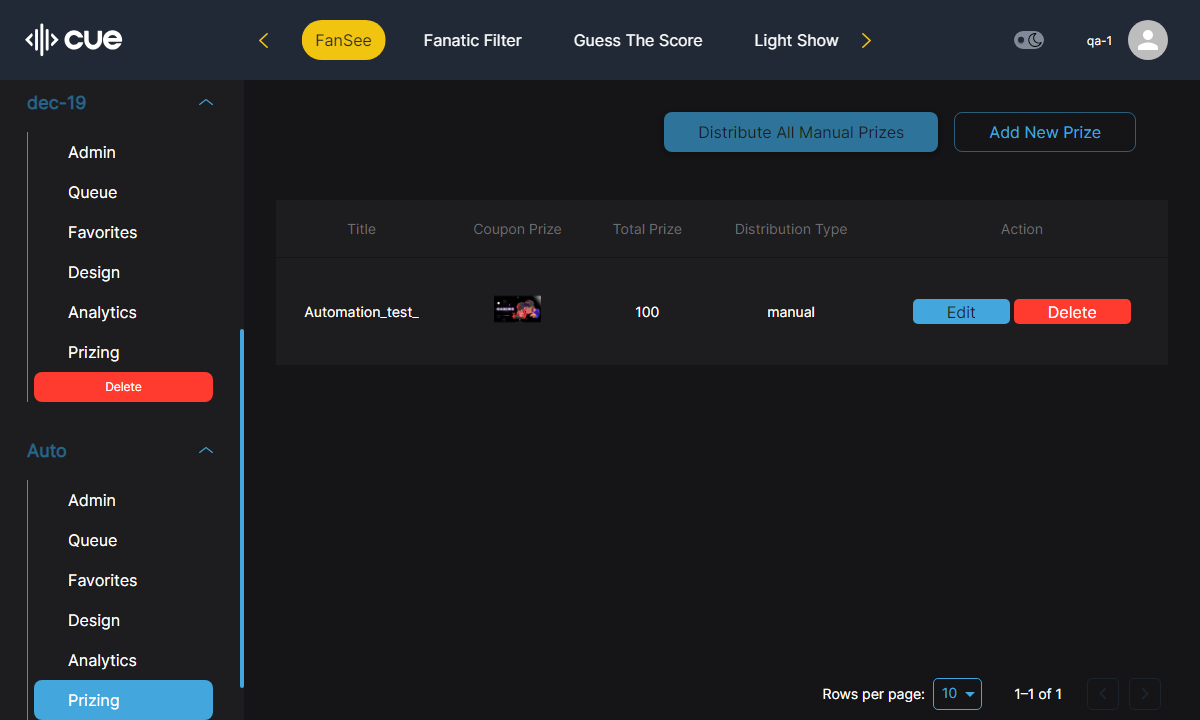 cue
FanSee
Fanatic Filter
Guess The Score
Light Show
qa-1
dec-19
Admin
Queue
Favorites
Design
Analytics
Prizing
Delete
Auto
Admin
Queue
Favorites
Design
Analytics
Prizing
Distribute All Manual Prizes
Add New Prize
Title Coupon Prize Total Prize Distribution Type Action
Automation_test_ 100 manual Edit Delete
Rows per page: 10 1–1 of 1